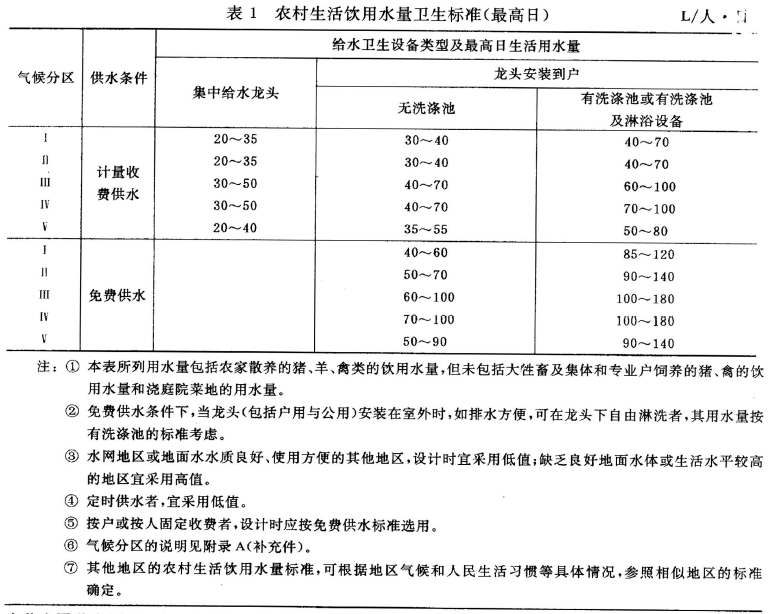 表 1 农村生活饮用水量卫生标准(最高日) L/人·日
给水卫生设备类型及最高日生活用水量
气候分区 供水条件 集中给水龙头 龙头安装到户
无洗涤池 有洗涤池或有洗涤池
及淋浴设备
Ⅰ 20～35 30～40 40～70
Ⅱ 20～35 30～40 40～70
计量收
Ⅲ 30～50 40～70 60～100
费供水
Ⅳ 30～50 40～70 70～100
Ⅴ 20～40 35～55 50～80
Ⅰ 40～60 85～120
Ⅱ 50～70 90～140
Ⅲ 免费供水 60～100 100～180
Ⅳ 70～100 100～180
Ⅴ 50～90 90～140
注：① 本表所列用水量包括农家散养的猪、羊、禽类的饮用水量,但未包括大牲畜及集体和专业户饲养的猪、禽的饮
用水量和浇庭院菜地的用水量。
② 免费供水条件下,当龙头(包括户用与公用)安装在室外时,如排水方便,可在龙头下自由淋洗者,其用水量按
有洗涤池的标准考虑。
③ 水网地区或地面水水质良好、使用方便的其他地区,设计时宜采用低值;缺乏良好地面水体或生活水平较高
的地区宜采用高值。
④ 定时供水者,宜采用低值。
⑤ 按户或按人固定收费者,设计时应按免费供水标准选用。
⑥ 气候分区的说明见附录 A(补充件)。
⑦ 其他地区的农村生活饮用水量标准,可根据地区气候和人民生活习惯等具体情况,参照相似地区的标准
确定。